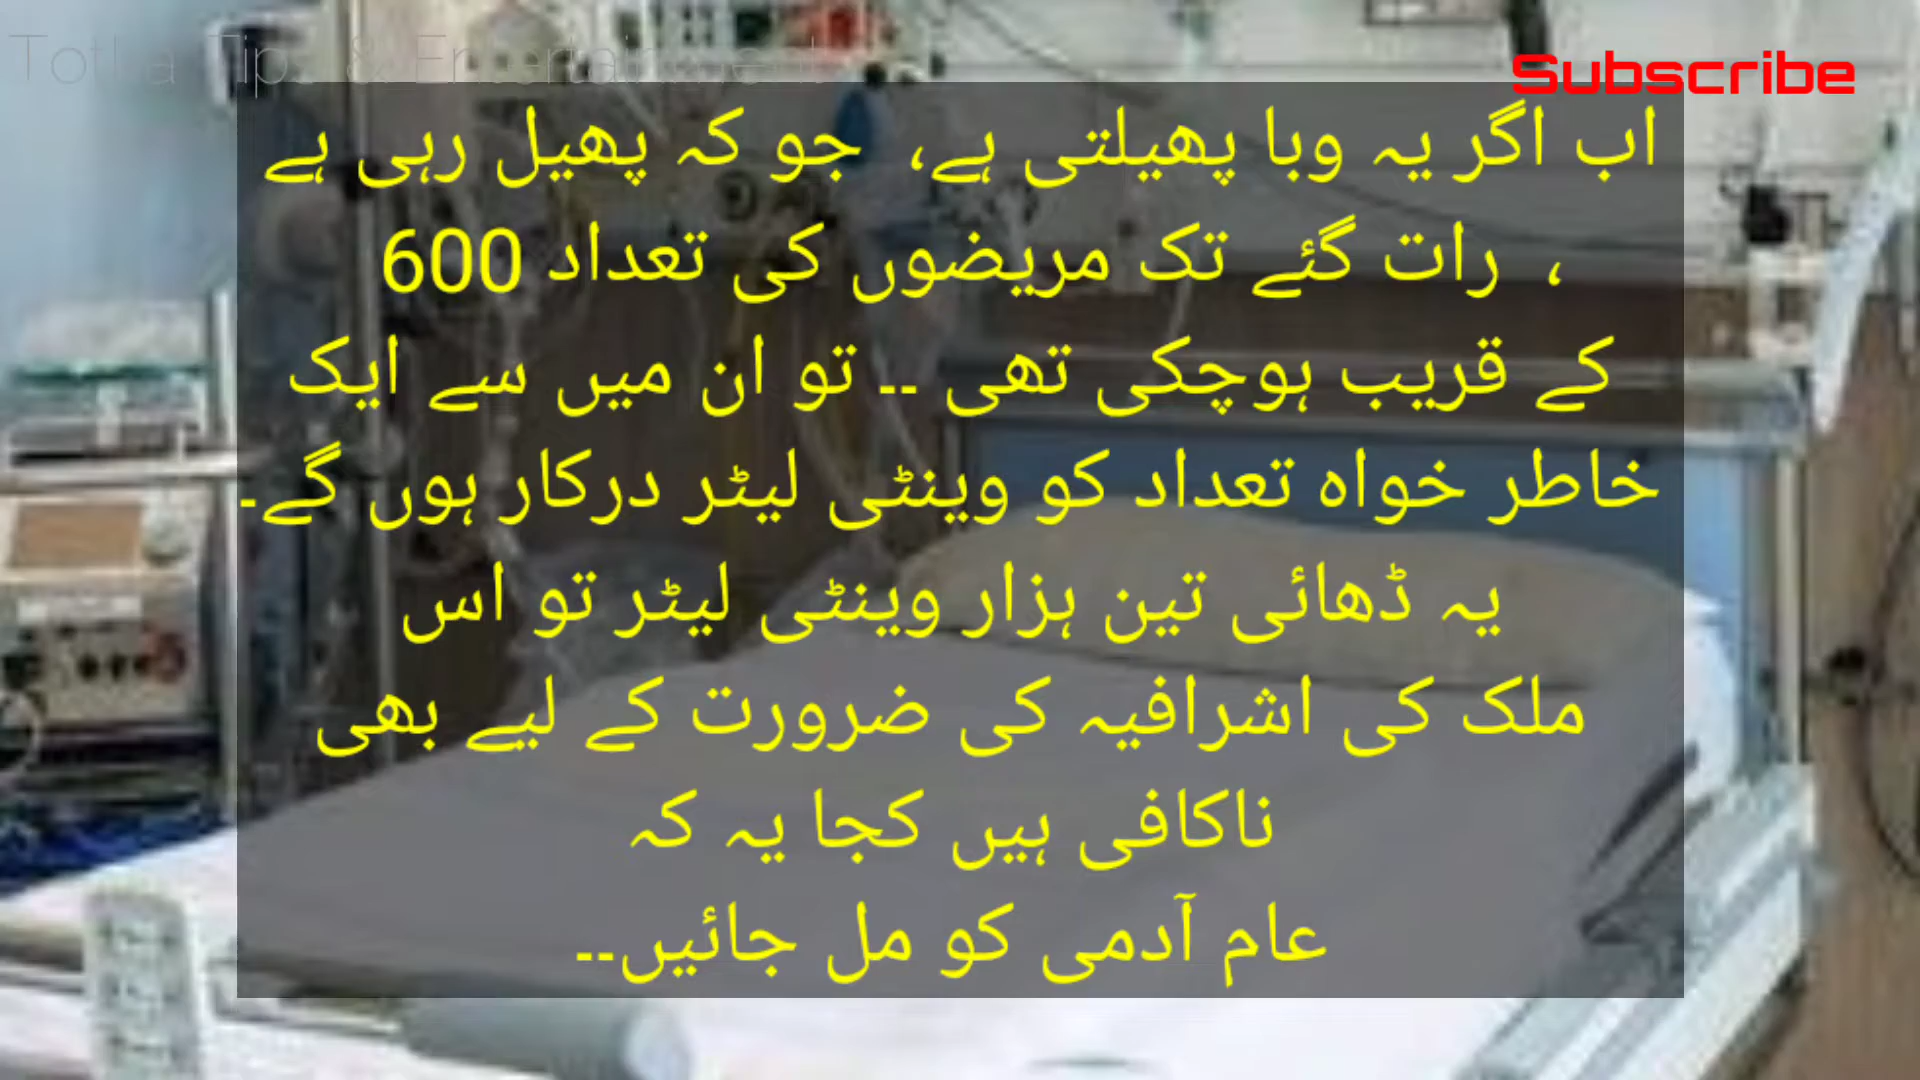 Totka Tips & Entertainment
Subscribe
اب اگر یہ وبا پھیلتی ہے، جو کہ پھیل رہی ہے
، رات گئے تک مریضوں کی تعداد 600
کے قریب ہوچکی تھی -- تو ان میں سے ایک
خاطر خواہ تعداد کو وینٹی لیٹر درکار ہوں گے۔
یہ ڈھائی تین ہزار وینٹی لیٹر تو اس
ملک کی اشرافیہ کی ضرورت کے لیے بھی
ناکافی ہیں کجا یہ کہ
عام آدمی کو مل جائیں۔۔